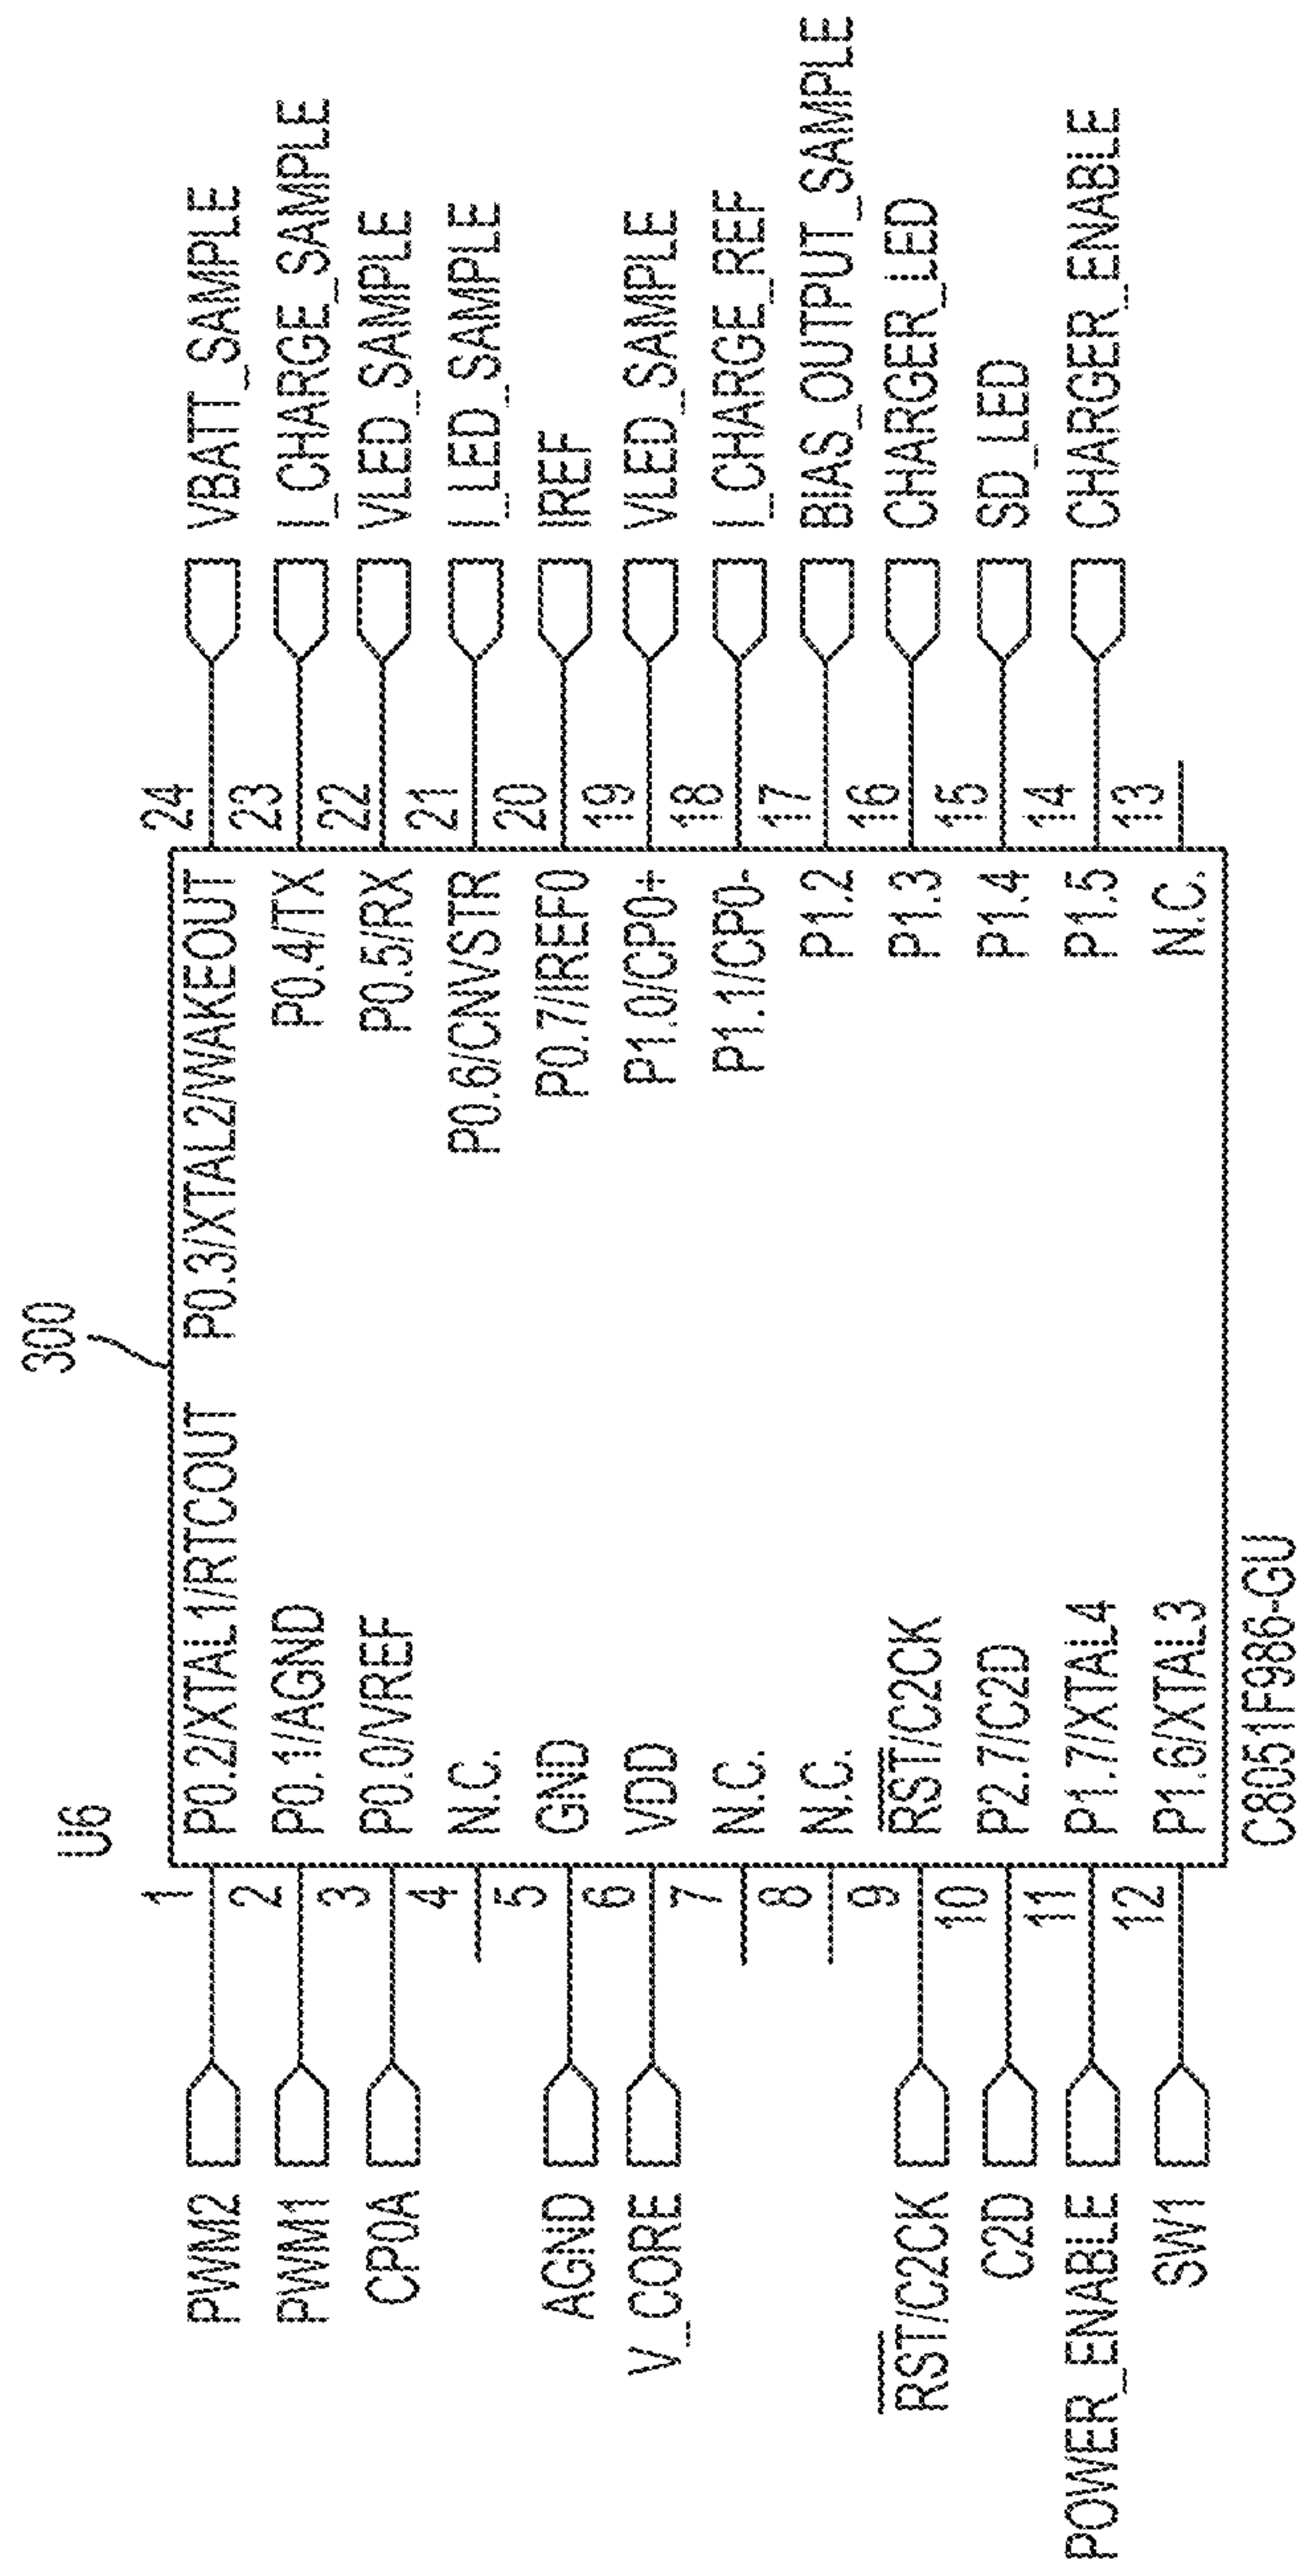 300
U6
PWM2 1 P0.2/XTAL1/RTCOUT P0.3/XTAL2/WAKEOUT 24 VBATT_SAMPLE
PWM1 2 P0.1/AGND P0.4/TX 23 I_CHARGE_SAMPLE
CP0A 3 P0.0/VREF P0.5/RX 22 VLED_SAMPLE
4 N.C. P0.6/CNVSTR 21 I_LED_SAMPLE
AGND 5 GND P0.7/IREF0 20 IREF
V_CORE 6 VDD P1.0/CP0+ 19 VLED_SAMPLE
7 N.C. P1.1/CP0- 18 I_CHARGE_REF
8 N.C. P1.2 17 BIAS_OUTPUT_SAMPLE
RST/C2CK 9 RST/C2CK P1.3 16 CHARGER_LED
C2D 10 P2.7/C2D P1.4 15 SD_LED
POWER_ENABLE 11 P1.7/XTAL4 P1.5 14 CHARGER_ENABLE
SW1 12 P1.6/XTAL3 N.C. 13
C8051F986-GU